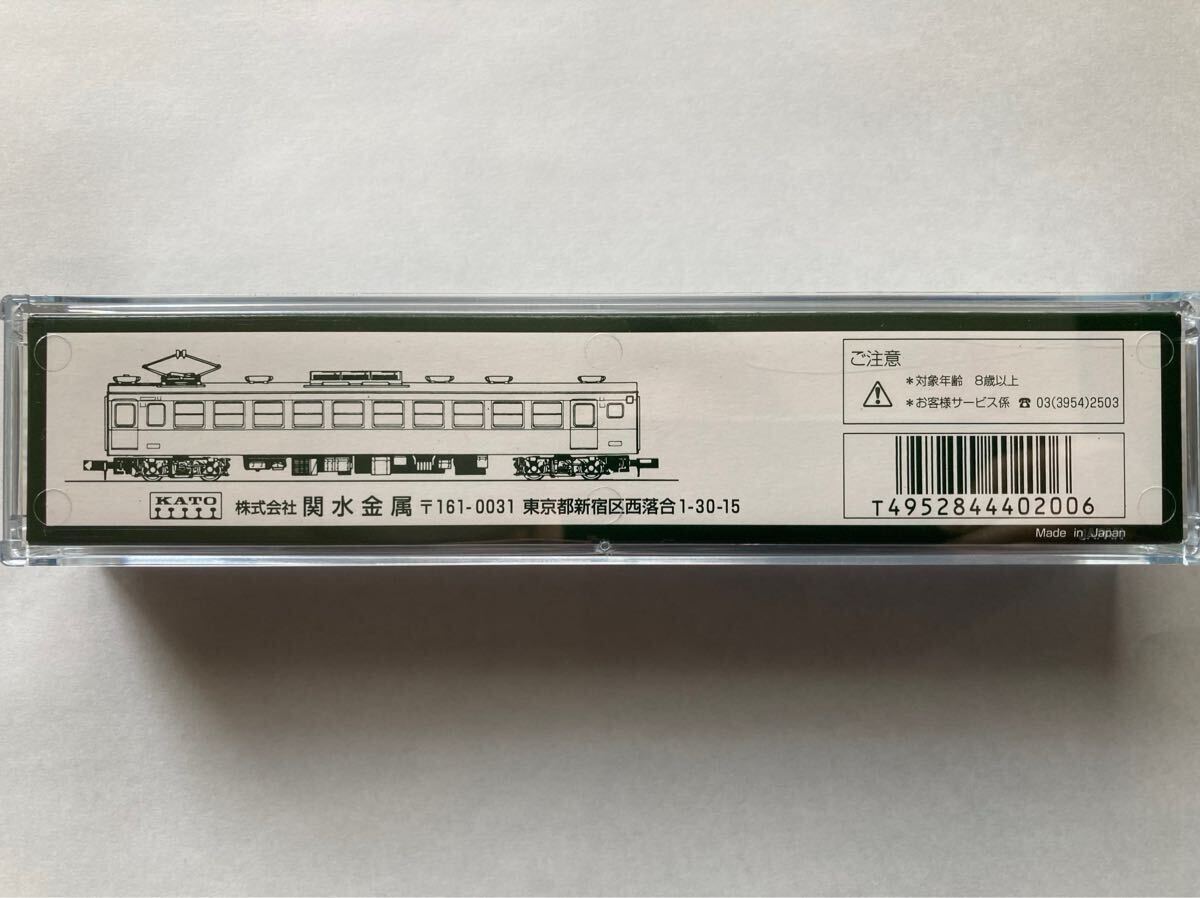 ご注意
*対象年齢 8歳以上
*お客様サービス係 ☎ 03(3954)2503
KATO
株式会社 関水金属 〒161-0031 東京都新宿区西落合1-30-15
T4952844402006
Made in Japan